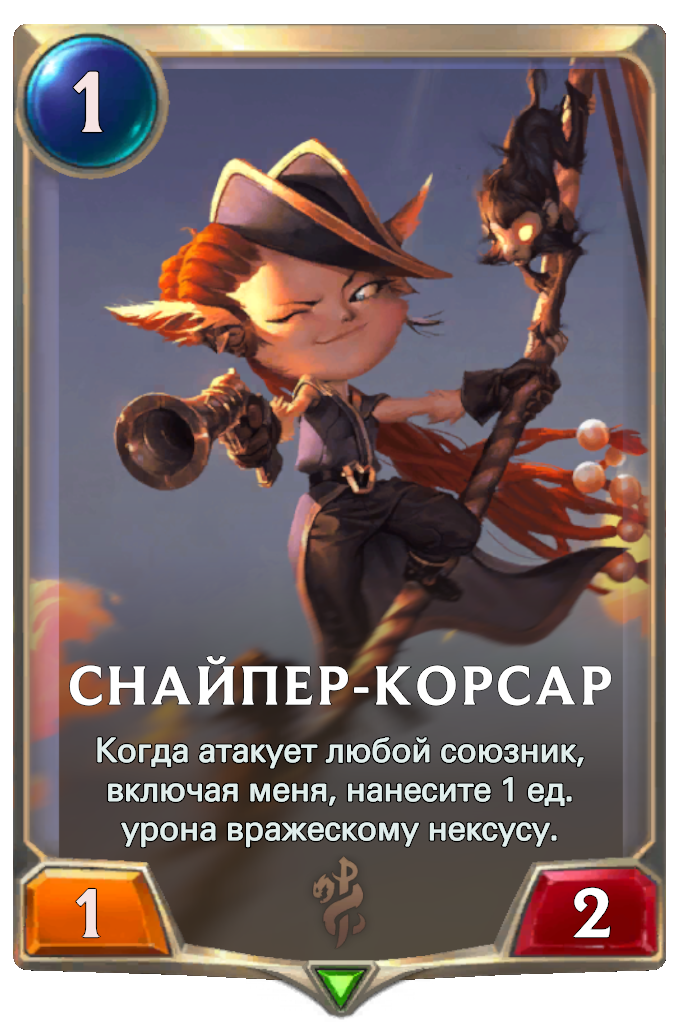 1
СНАЙПЕР-КОРСАР
Когда атакует любой союзник,
включая меня, нанесите 1 ед.
урона вражескому нексусу.
1
2